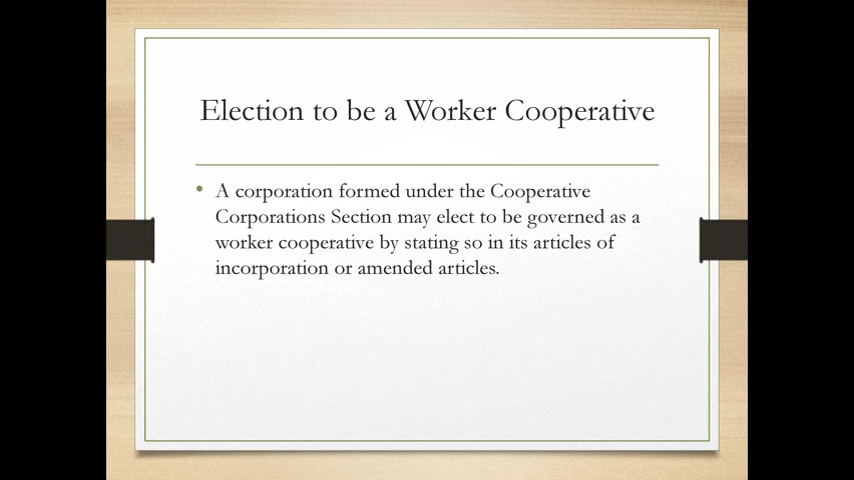 Election to be a Worker Cooperative
• A corporation formed under the Cooperative
Corporations Section may elect to be governed as a
worker cooperative by stating so in its articles of
incorporation or amended articles.